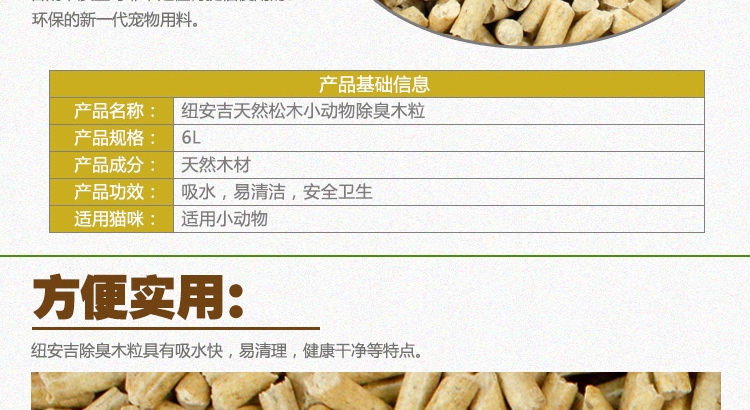 环保的新一代宠物用料。
产品基础信息
产品名称： 纽安吉天然松木小动物除臭木粒
产品规格： 6L
产品成分： 天然木材
产品功效： 吸水，易清洁，安全卫生
适用猫咪： 适用小动物
方便实用：
纽安吉除臭木粒具有吸水快，易清理，健康干净等特点。